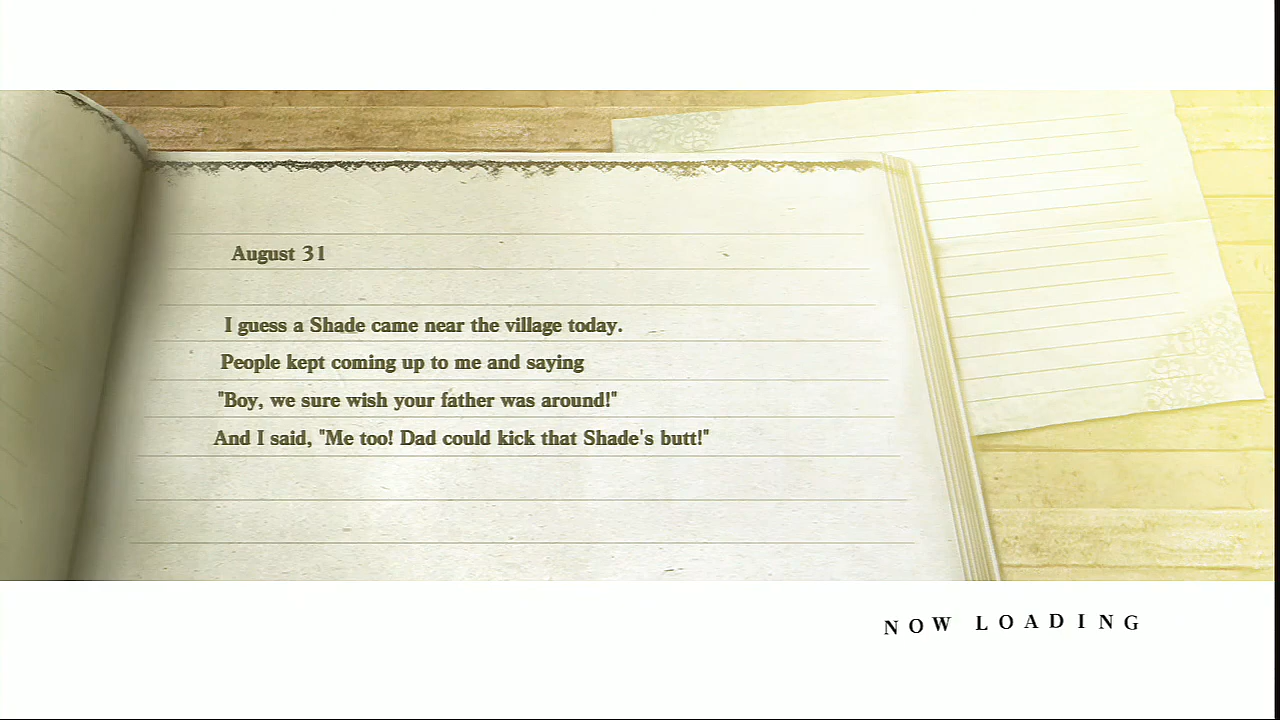 August 31
I guess a Shade came near the village today.
People kept coming up to me and saying
"Boy, we sure wish your father was around!"
And I said, "Me too! Dad could kick that Shade's butt!"
NOW LOADING